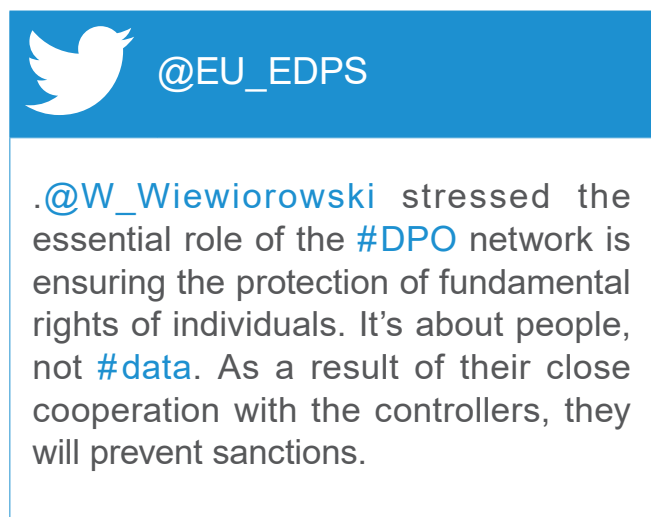 @EU_EDPS
.@W_Wiewiorowski stressed the
essential role of the #DPO network is
ensuring the protection of fundamental
rights of individuals. It’s about people,
not #data. As a result of their close
cooperation with the controllers, they
will prevent sanctions.